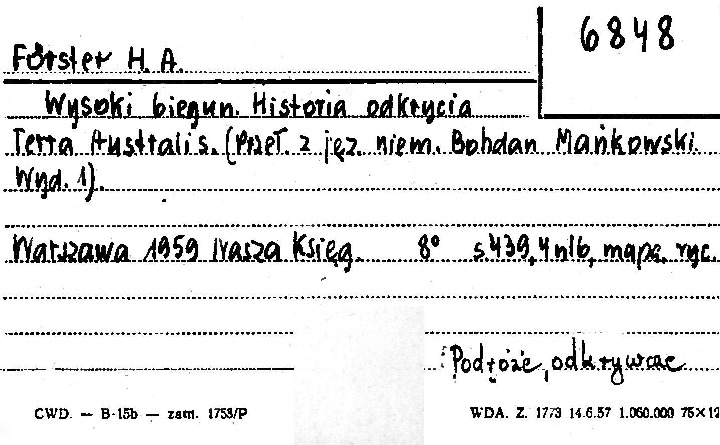 6848
Förster H. A.
Wysoki biegun. Historia odkrycia
Terra Australis. (Przeł. z jęz. niem. Bohdan Mańkowski
Wyd. 1).
Warszawa 1959 Nasza Księg. 8° s. 439, 4 nlb, mapa. ryc.
Podróże, odkrywcze
CWD. — B-15b — zam. 1753/P
WDA. Z. 1773 14.6.57 1.060.000 75×12